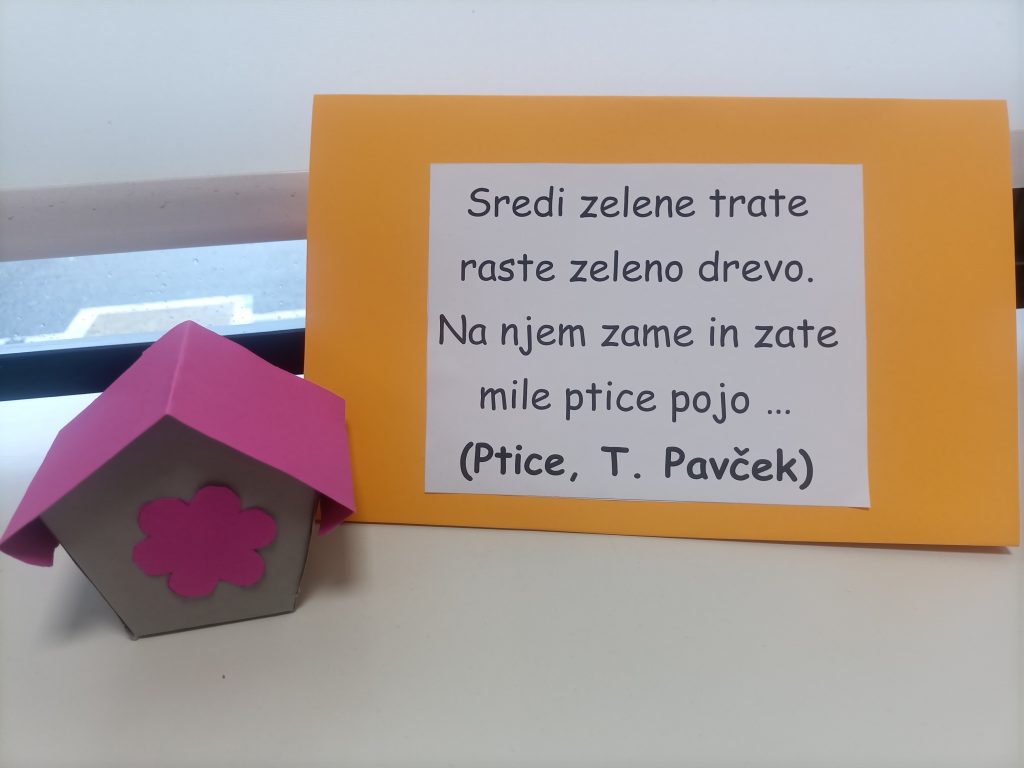 Sredi zelene trate
raste zeleno drevo.
Na njem zame in zate
mile ptice pojo ...
(Ptice, T. Pavček)